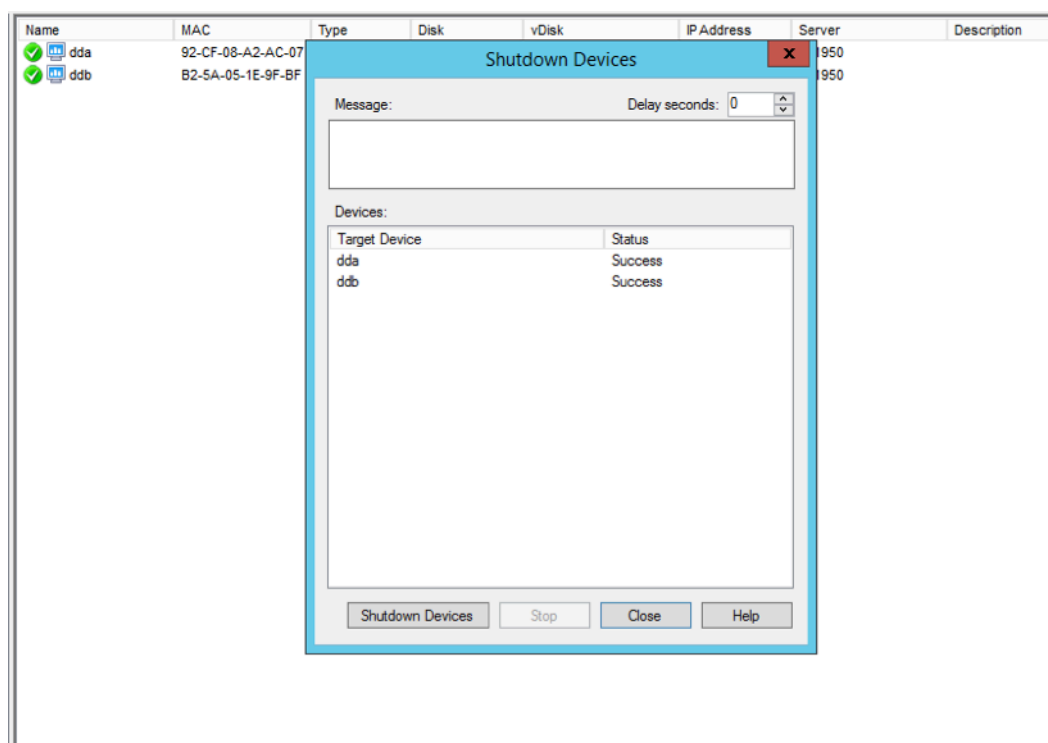 Name MAC Type Disk vDisk IP Address Server Description
dda 92-CF-08-A2-AC-07 1950
ddb B2-5A-05-1E-9F-BF 1950
Shutdown Devices x
Message: Delay seconds: 0
Devices:
Target Device Status
dda Success
ddb Success
Shutdown Devices Stop Close Help